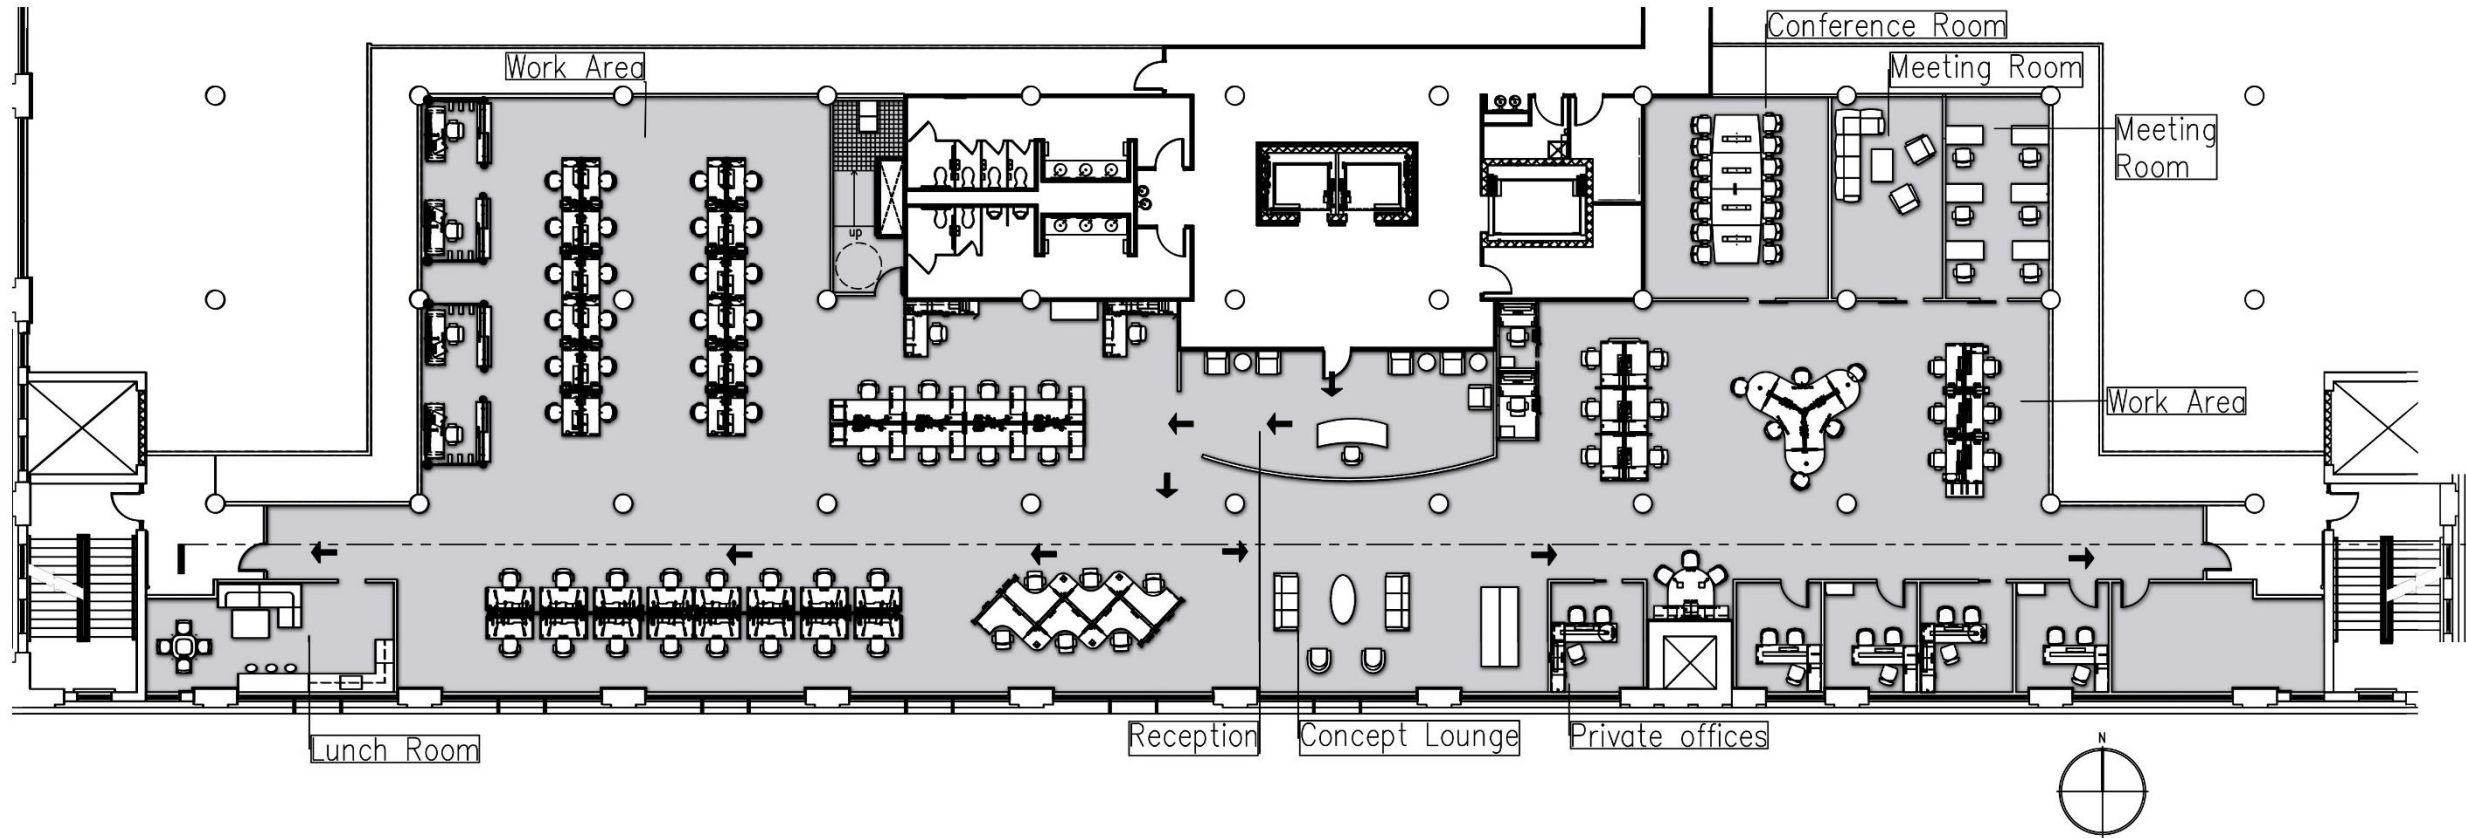 Conference Room
Work Area
Meeting Room
Meeting
Room
up
Work Area
Lunch Room
Reception
Concept Lounge
Private offices
N